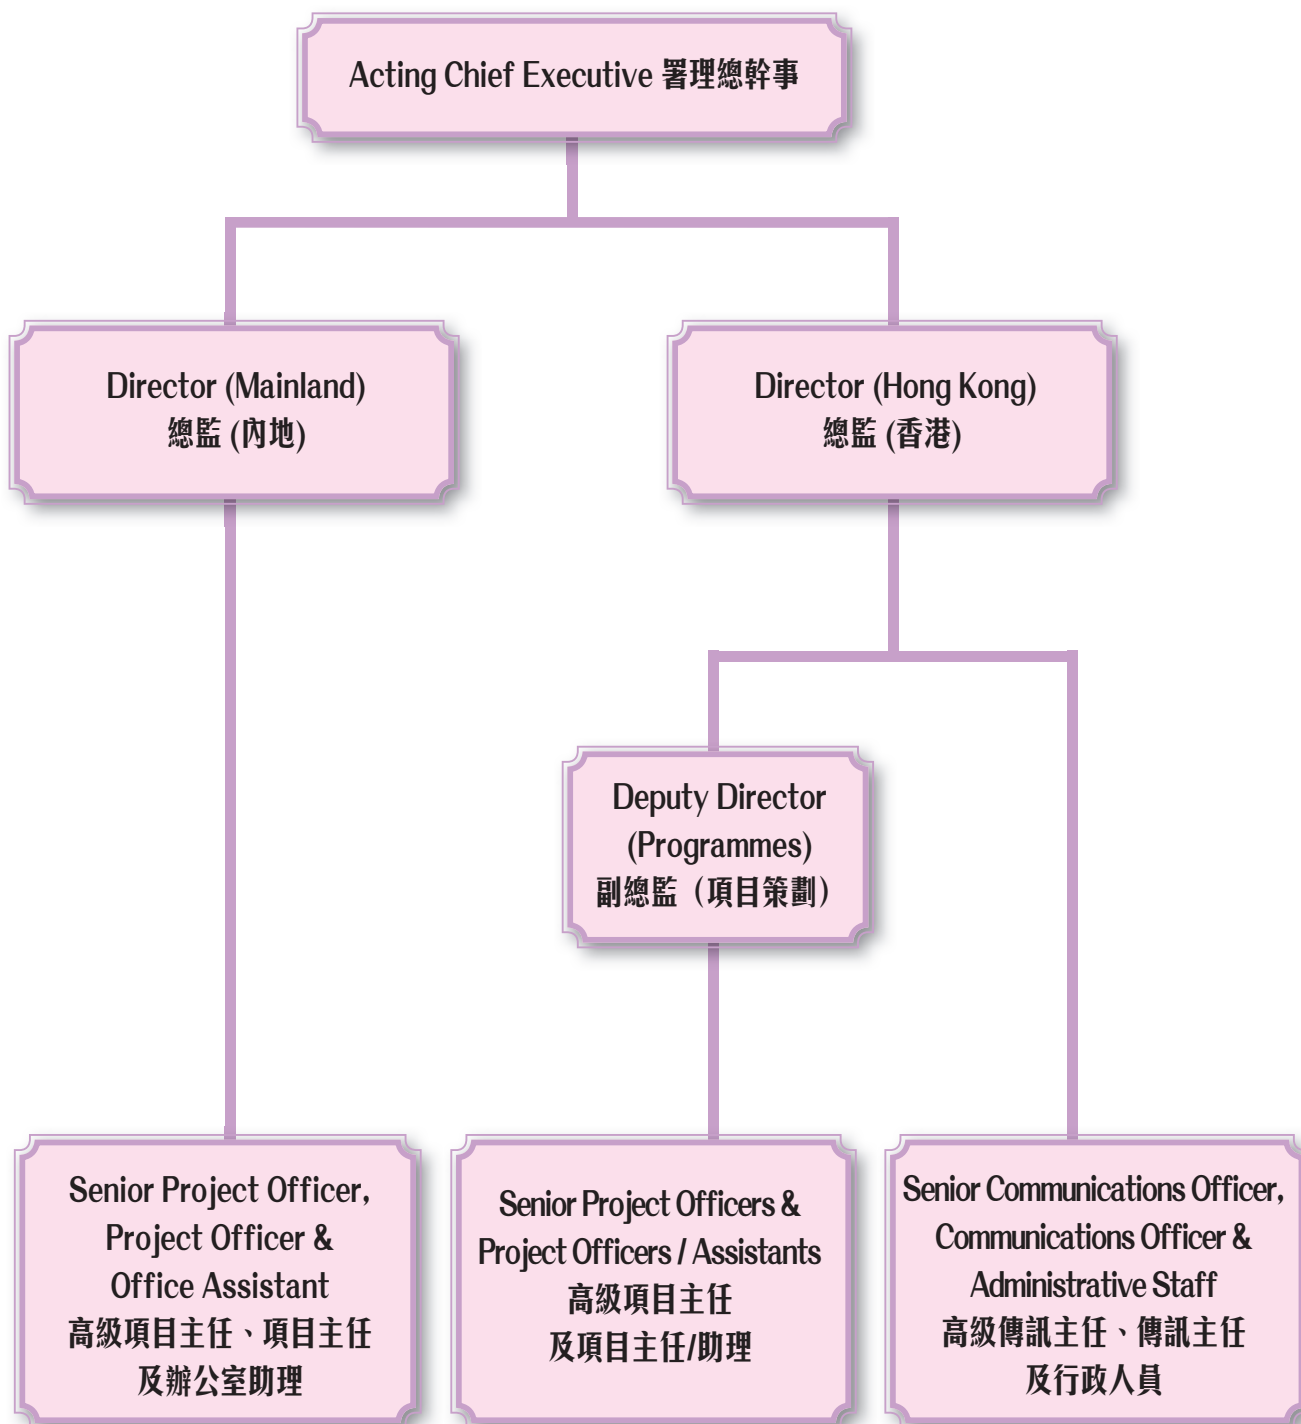 Acting Chief Executive 署理總幹事
Director (Mainland)
總監 (內地)
Director (Hong Kong)
總監 (香港)
Deputy Director
(Programmes)
副總監（項目策劃）
Senior Project Officer,
Project Officer &
Office Assistant
高級項目主任、項目主任
及辦公室助理
Senior Project Officers &
Project Officers / Assistants
高級項目主任
及項目主任/助理
Senior Communications Officer,
Communications Officer &
Administrative Staff
高級傳訊主任、傳訊主任
及行政人員